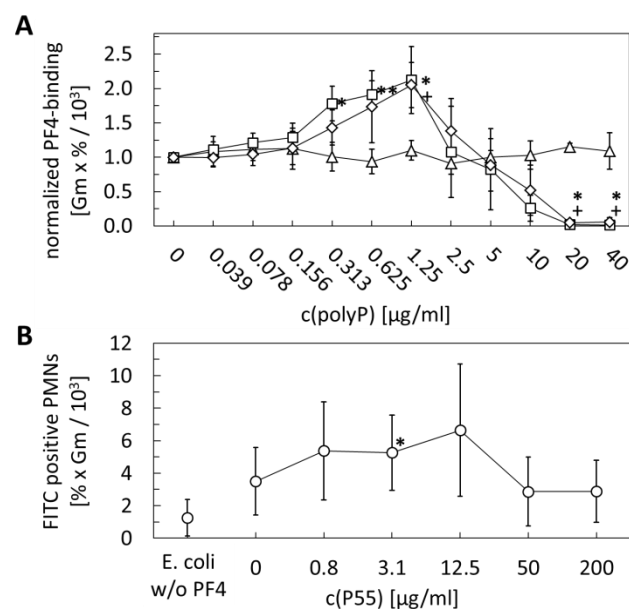 A
normalized PF4-binding
[Gm x % / 10³]
2.5
2.0
1.5
1.0
0.5
0.0
* ** * +
* + * +
0 0.039 0.078 0.156 0.313 0.625 1.25 2.5 5 10 20 40
c(polyP) [µg/ml]
B
FITC positive PMNs
[% x Gm / 10³]
12
10
8
6
4
2
0
*
E. coli
w/o PF4
0 0.8 3.1 12.5 50 200
c(P55) [µg/ml]